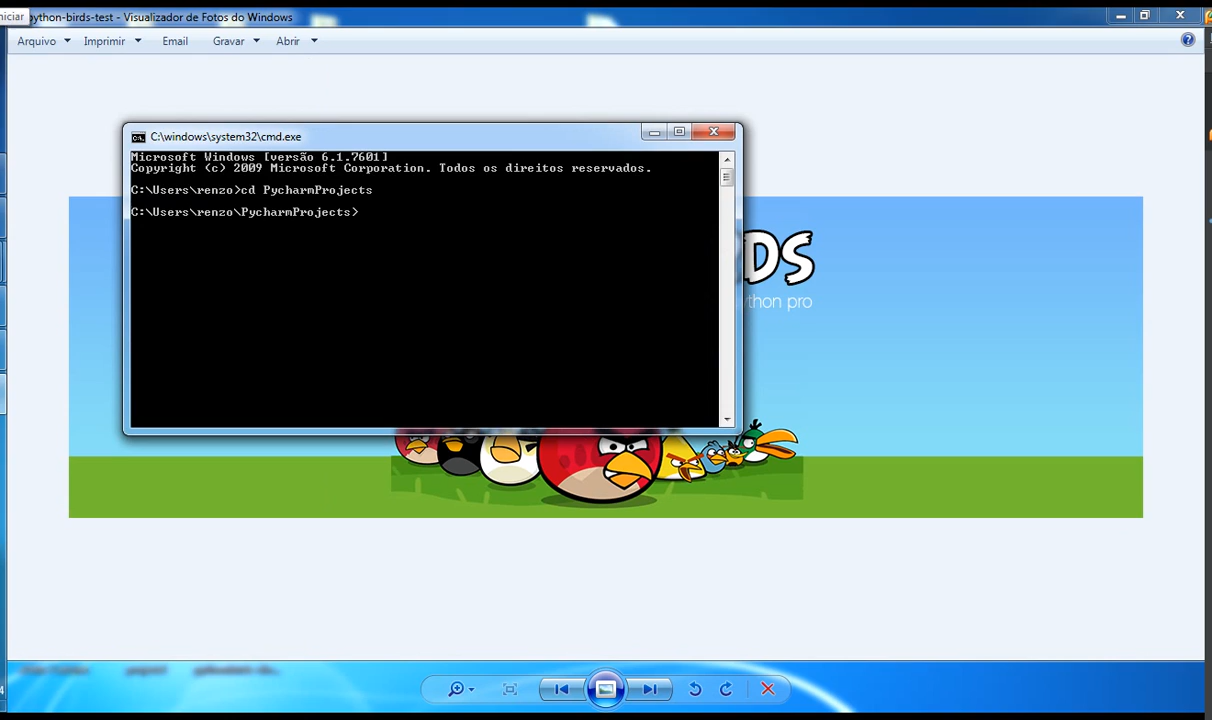 niciar
python-birds-test - Visualizador de Fotos do Windows
Arquivo Imprimir Email Gravar Abrir
C:\windows\system32\cmd.exe
Microsoft Windows [versão 6.1.7601]
Copyright (c) 2009 Microsoft Corporation. Todos os direitos reservados.
C:\Users\renzo>cd PycharmProjects
C:\Users\renzo\PycharmProjects>
DS
ython pro